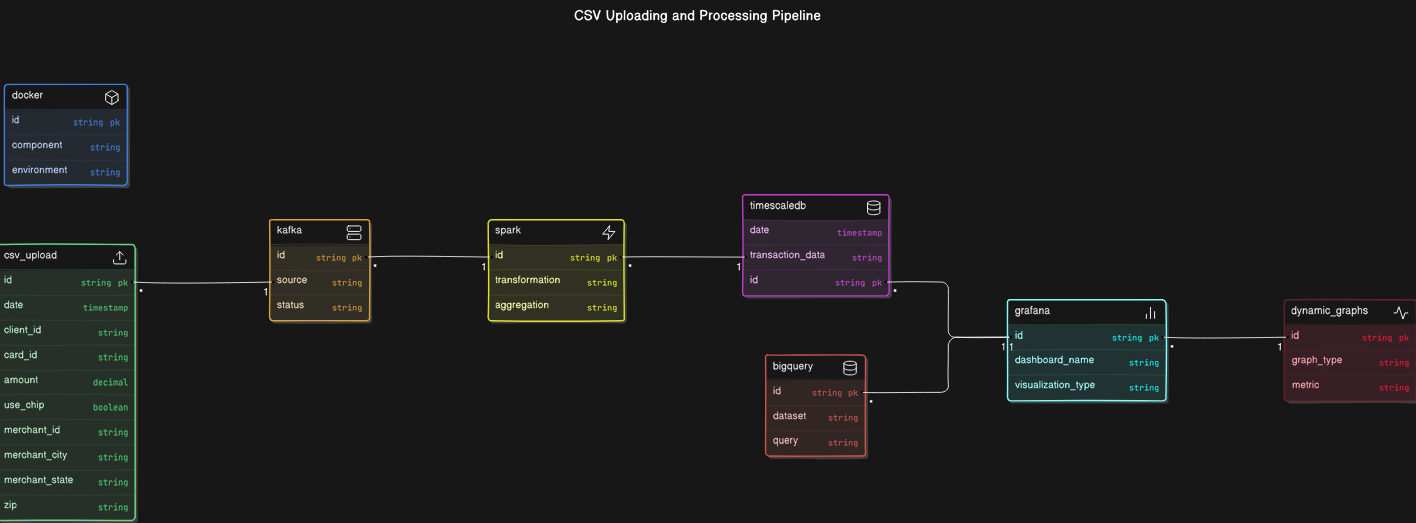 CSV Uploading and Processing Pipeline
docker
id string pk
component string
environment string
csv_upload
id string pk
date timestamp
client_id string
card_id string
amount decimal
use_chip boolean
merchant_id string
merchant_city string
merchant_state string
zip string
*
1
kafka
id string pk
source string
status string
*
1
spark
id string pk
transformation string
aggregation string
*
1
timescaledb
date timestamp
transaction_data string
id string pk
*
bigquery
id string pk
dataset string
query string
*
1 1
grafana
id string pk
dashboard_name string
visualization_type string
*
1
dynamic_graphs
id string pk
graph_type string
metric string